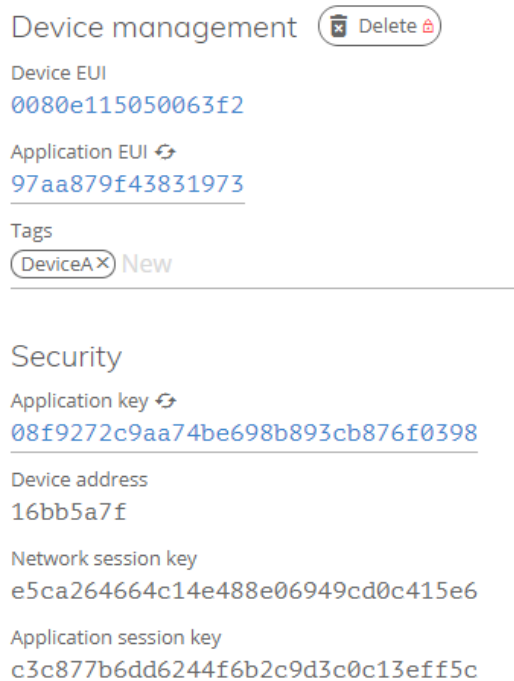 Device management
Delete
Device EUI
0080e115050063f2
Application EUI
97aa879f43831973
Tags
DeviceA× New
Security
Application key
08f9272c9aa74be698b893cb876f0398
Device address
16bb5a7f
Network session key
e5ca264664c14e488e06949cd0c415e6
Application session key
c3c877b6dd6244f6b2c9d3c0c13eff5c